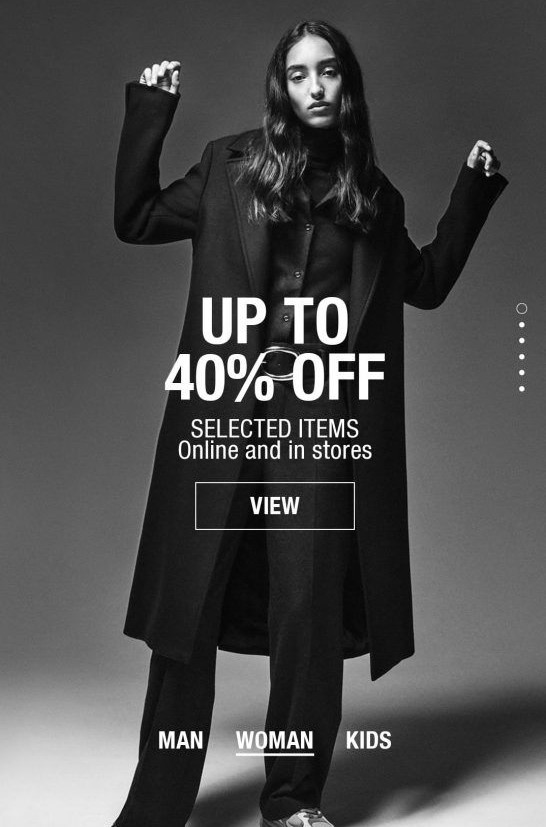 UP TO
40% OFF
SELECTED ITEMS
Online and in stores
VIEW
MAN WOMAN KIDS